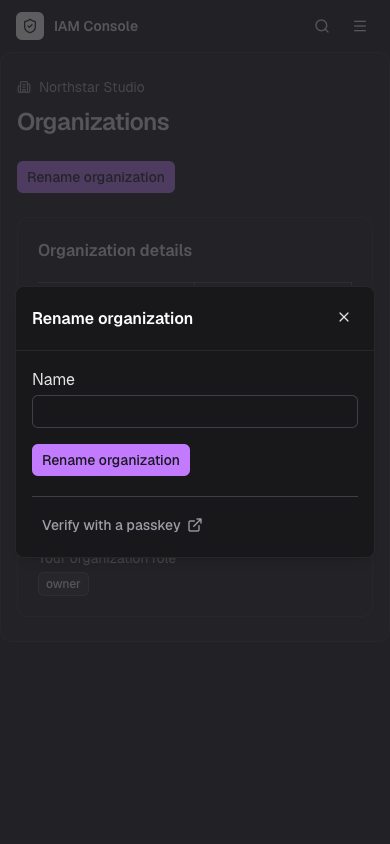 IAM Console
Northstar Studio
Organizations
Rename organization
Organization details
Rename organization
Name
Rename organization
Verify with a passkey
Your organization role
owner